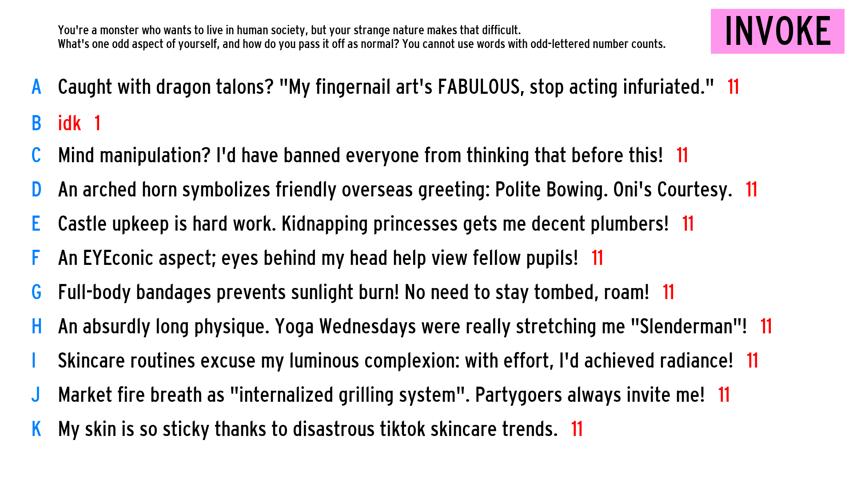 You're a monster who wants to live in human society, but your strange nature makes that difficult.
What's one odd aspect of yourself, and how do you pass it off as normal? You cannot use words with odd-lettered number counts.
INVOKE
A Caught with dragon talons? "My fingernail art's FABULOUS, stop acting infuriated." 11
B idk 1
C Mind manipulation? I'd have banned everyone from thinking that before this! 11
D An arched horn symbolizes friendly overseas greeting: Polite Bowing. Oni's Courtesy. 11
E Castle upkeep is hard work. Kidnapping princesses gets me decent plumbers! 11
F An EYEconic aspect; eyes behind my head help view fellow pupils! 11
G Full-body bandages prevents sunlight burn! No need to stay tombed, roam! 11
H An absurdly long physique. Yoga Wednesdays were really stretching me "Slenderman"! 11
I Skincare routines excuse my luminous complexion: with effort, I'd achieved radiance! 11
J Market fire breath as "internalized grilling system". Partygoers always invite me! 11
K My skin is so sticky thanks to disastrous tiktok skincare trends. 11